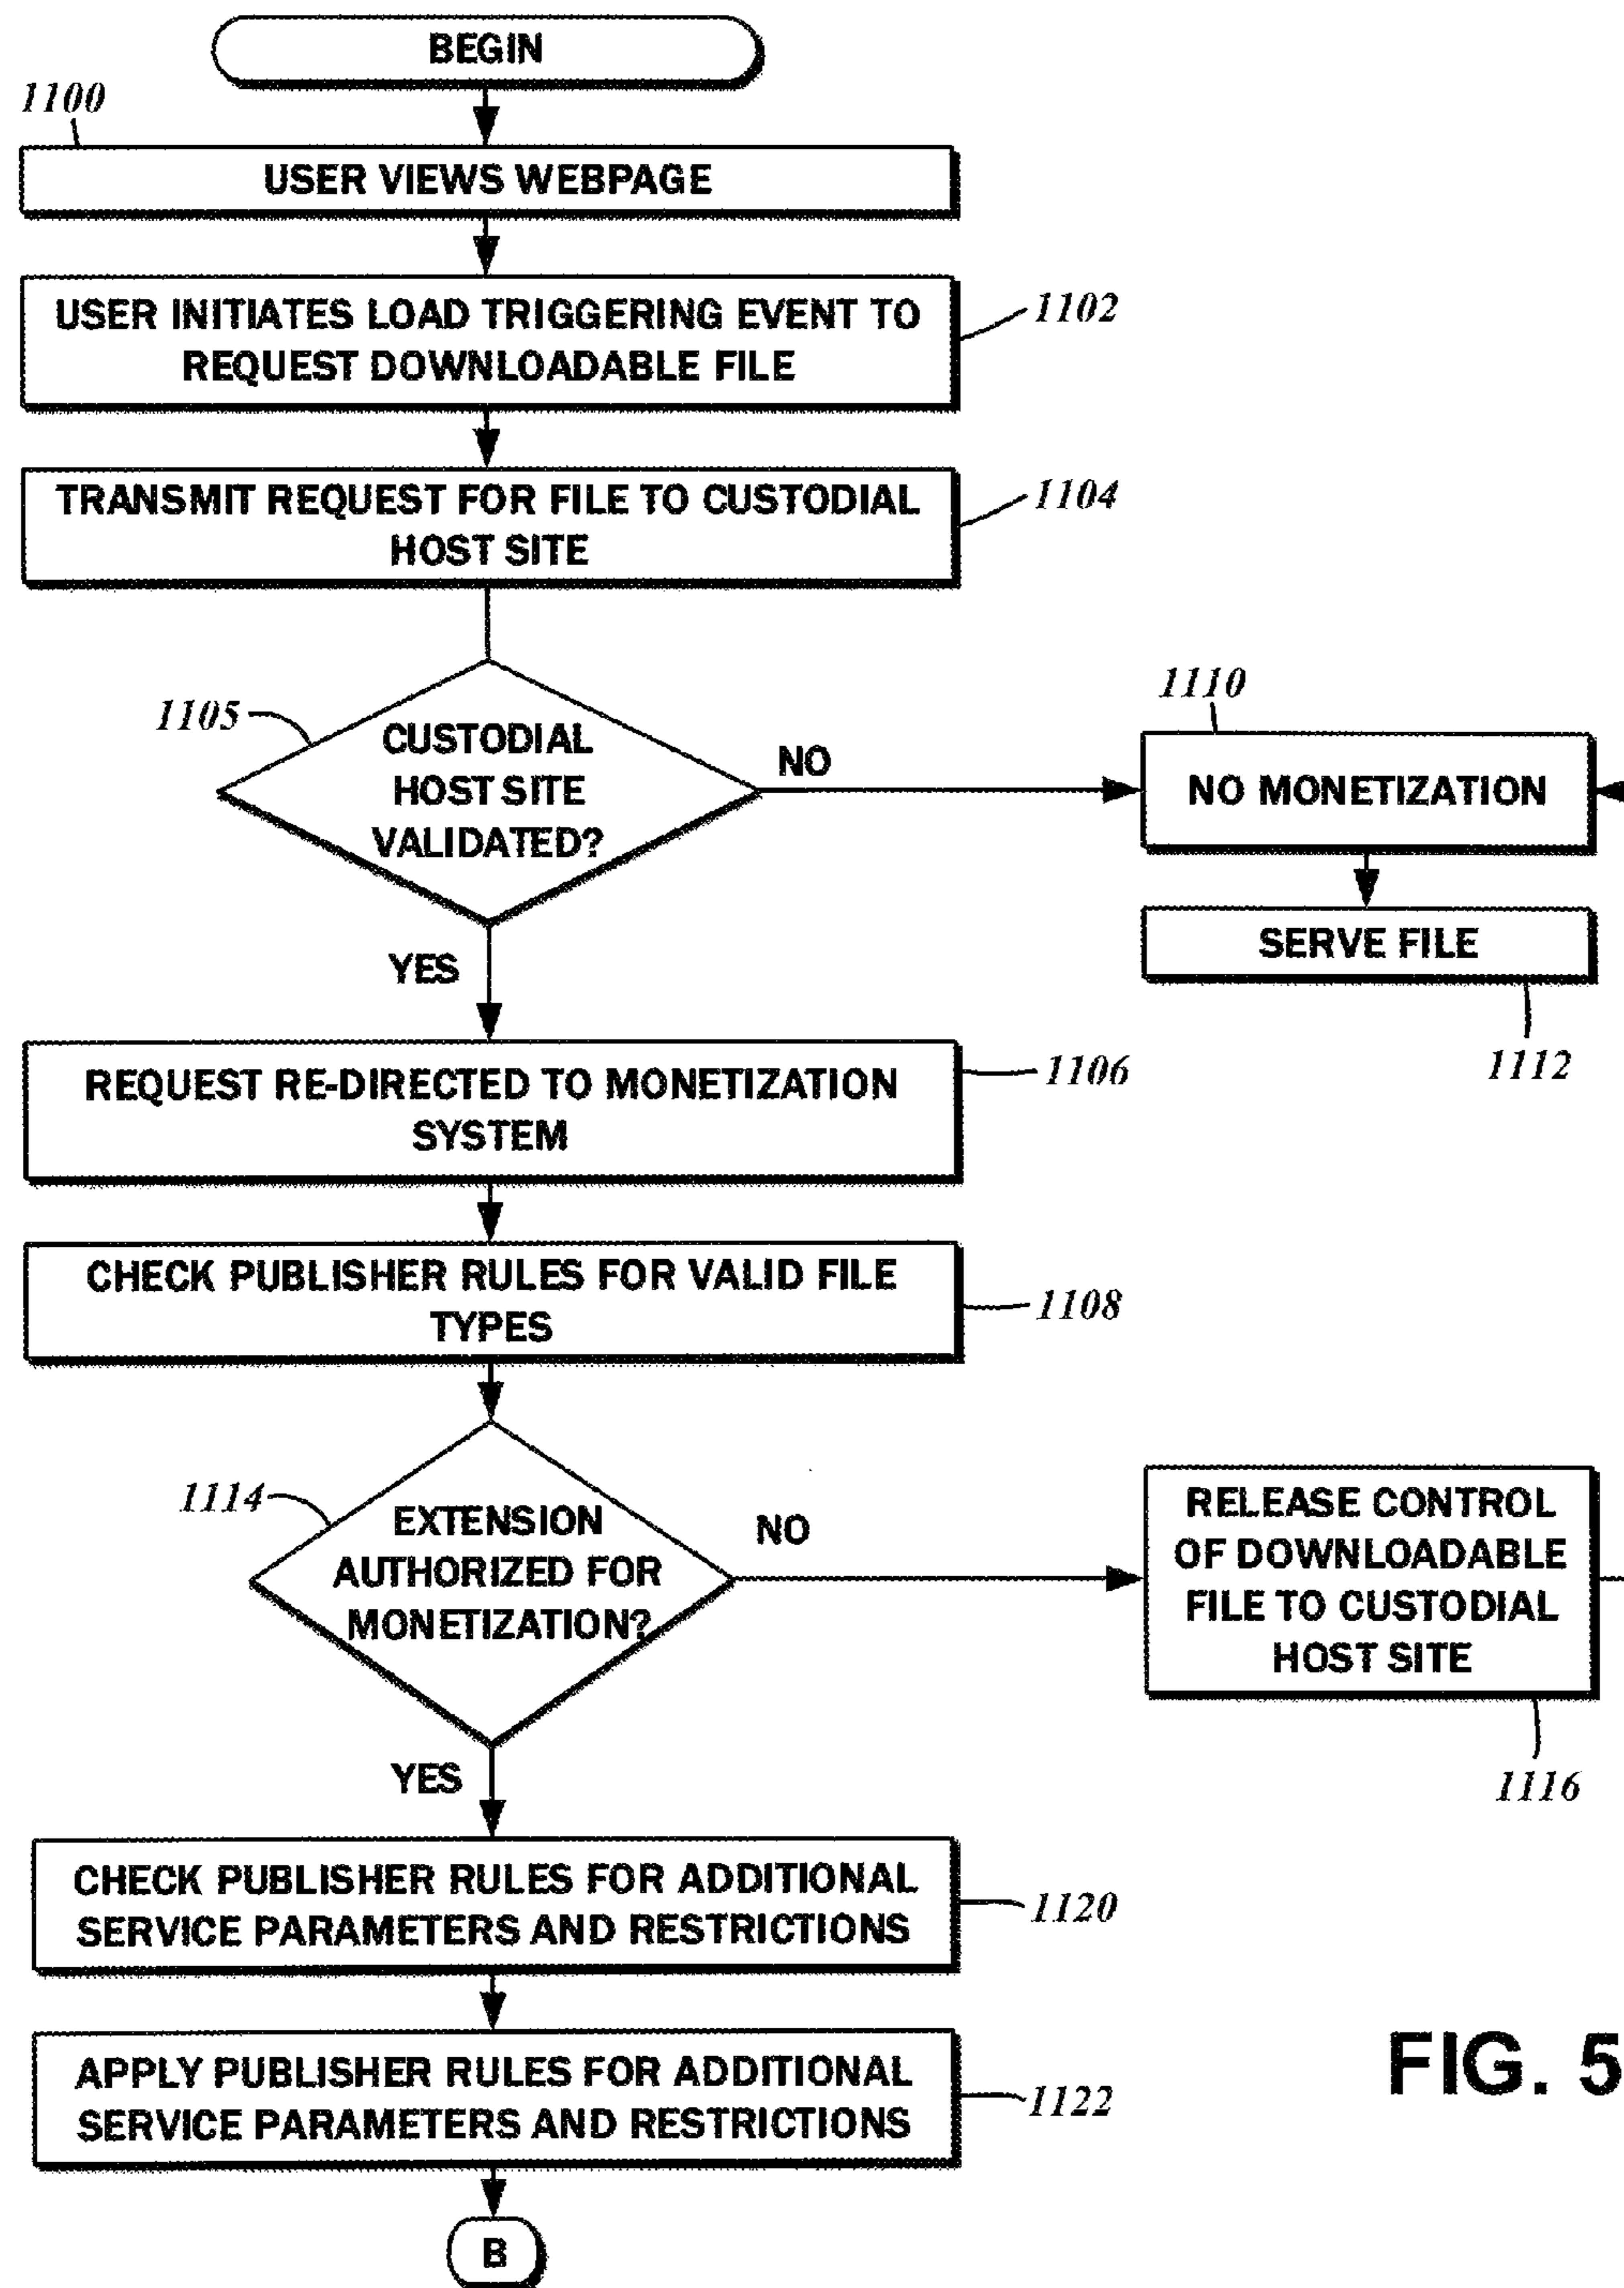 BEGIN
1100
USER VIEWS WEBPAGE
USER INITIATES LOAD TRIGGERING EVENT TO
REQUEST DOWNLOADABLE FILE
1102
TRANSMIT REQUEST FOR FILE TO CUSTODIAL
HOST SITE
1104
1105
CUSTODIAL
HOST SITE
VALIDATED?
NO
1110
NO MONETIZATION
SERVE FILE
1112
YES
REQUEST RE-DIRECTED TO MONETIZATION
SYSTEM
1106
CHECK PUBLISHER RULES FOR VALID FILE
TYPES
1108
1114
EXTENSION
AUTHORIZED FOR
MONETIZATION?
NO
RELEASE CONTROL
OF DOWNLOADABLE
FILE TO CUSTODIAL
HOST SITE
1116
YES
CHECK PUBLISHER RULES FOR ADDITIONAL
SERVICE PARAMETERS AND RESTRICTIONS
1120
APPLY PUBLISHER RULES FOR ADDITIONAL
SERVICE PARAMETERS AND RESTRICTIONS
1122
B
FIG. 5